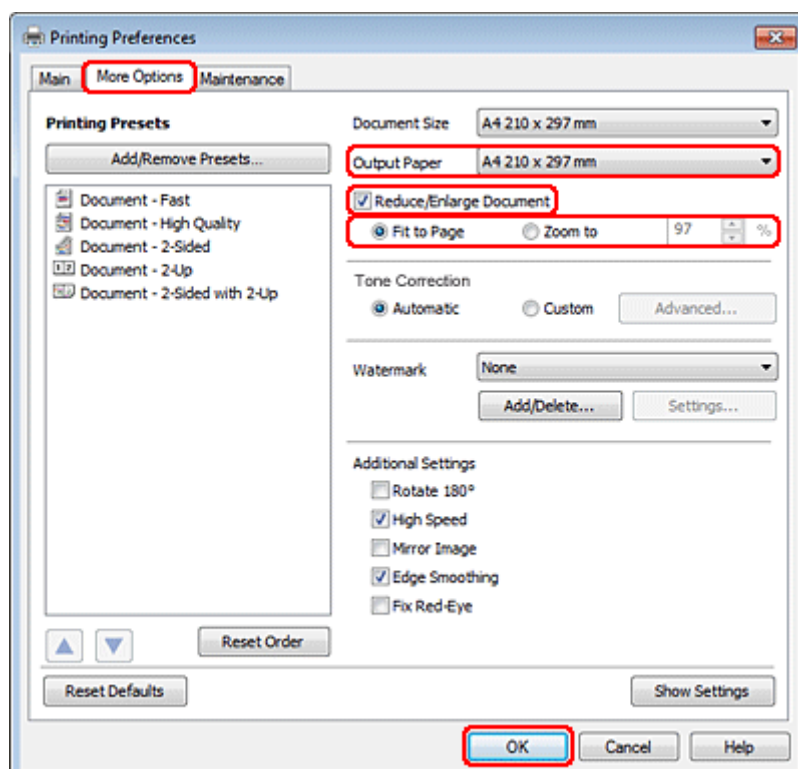 Printing Preferences
Main More Options Maintenance
Printing Presets
Add/Remove Presets...
Document - Fast
Document - High Quality
Document - 2-Sided
Document - 2-Up
Document - 2-Sided with 2-Up
Reset Order
Document Size A4 210 x 297 mm
Output Paper A4 210 x 297 mm
Reduce/Enlarge Document
Fit to Page Zoom to 97 %
Tone Correction
Automatic Custom Advanced...
Watermark None
Add/Delete... Settings...
Additional Settings
Rotate 180°
High Speed
Mirror Image
Edge Smoothing
Fix Red-Eye
Reset Defaults Show Settings
OK Cancel Help